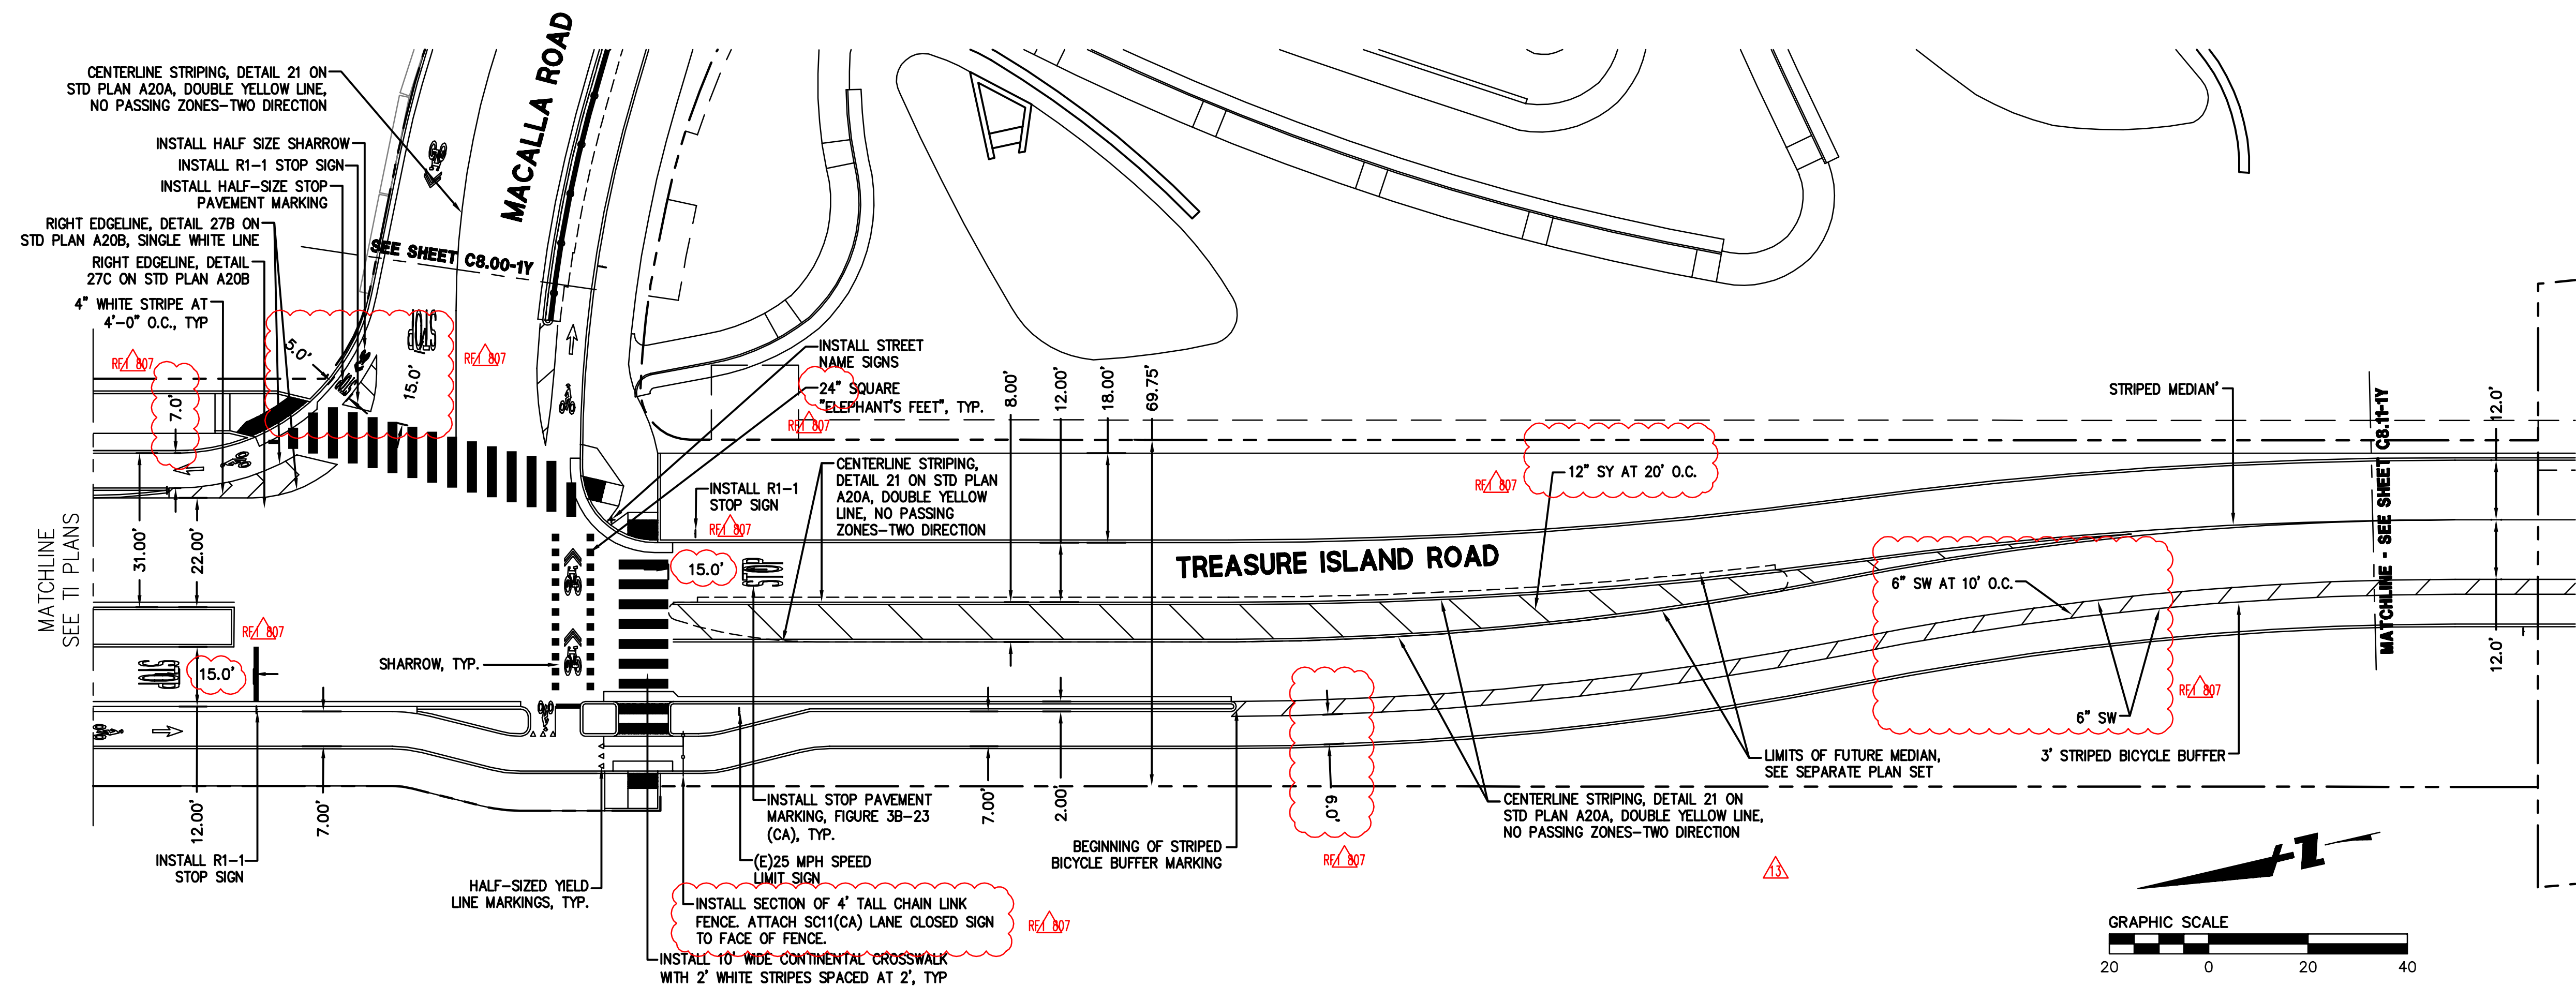 MACALLA ROAD
CENTERLINE STRIPING, DETAIL 21 ON
STD PLAN A20A, DOUBLE YELLOW LINE,
NO PASSING ZONES-TWO DIRECTION
INSTALL HALF SIZE SHARROW
INSTALL R1-1 STOP SIGN
INSTALL HALF-SIZE STOP
PAVEMENT MARKING
RIGHT EDGELINE, DETAIL 27B ON
STD PLAN A20B, SINGLE WHITE LINE
RIGHT EDGELINE, DETAIL
27C ON STD PLAN A20B
4" WHITE STRIPE AT
4'-0" O.C., TYP
SEE SHEET C8.00-1Y
RFI 807
7.0'
5.0'
STOP
STOP
15.0'
RFI 807
INSTALL STREET
NAME SIGNS
24" SQUARE
"ELEPHANT'S FEET", TYP.
RFI 807
8.00'
12.00'
18.00'
69.75'
STRIPED MEDIAN'
MATCHLINE - SEE SHEET C8.11-1Y
12.0'
12.0'
CENTERLINE STRIPING,
DETAIL 21 ON STD PLAN
A20A, DOUBLE YELLOW
LINE, NO PASSING
ZONES-TWO DIRECTION
INSTALL R1-1
STOP SIGN
RFI 807
RFI 807
12" SY AT 20' O.C.
MATCHLINE
SEE TI PLANS
31.00'
22.00'
15.0'
STOP
TREASURE ISLAND ROAD
6" SW AT 10' O.C.
RFI 807
SHARROW, TYP.
STOP
15.0'
RFI 807
6" SW
LIMITS OF FUTURE MEDIAN,
SEE SEPARATE PLAN SET
3' STRIPED BICYCLE BUFFER
12.00'
7.00'
7.00'
2.00'
6.0'
RFI 807
INSTALL STOP PAVEMENT
MARKING, FIGURE 3B-23
(CA), TYP.
CENTERLINE STRIPING, DETAIL 21 ON
STD PLAN A20A, DOUBLE YELLOW LINE,
NO PASSING ZONES-TWO DIRECTION
BEGINNING OF STRIPED
BICYCLE BUFFER MARKING
INSTALL R1-1
STOP SIGN
(E)25 MPH SPEED
LIMIT SIGN
13
HALF-SIZED YIELD
LINE MARKINGS, TYP.
INSTALL SECTION OF 4' TALL CHAIN LINK
FENCE. ATTACH SC11(CA) LANE CLOSED SIGN
TO FACE OF FENCE.
RFI 807
INSTALL 10' WIDE CONTINENTAL CROSSWALK
WITH 2' WHITE STRIPES SPACED AT 2', TYP
Z
GRAPHIC SCALE
20 0 20 40